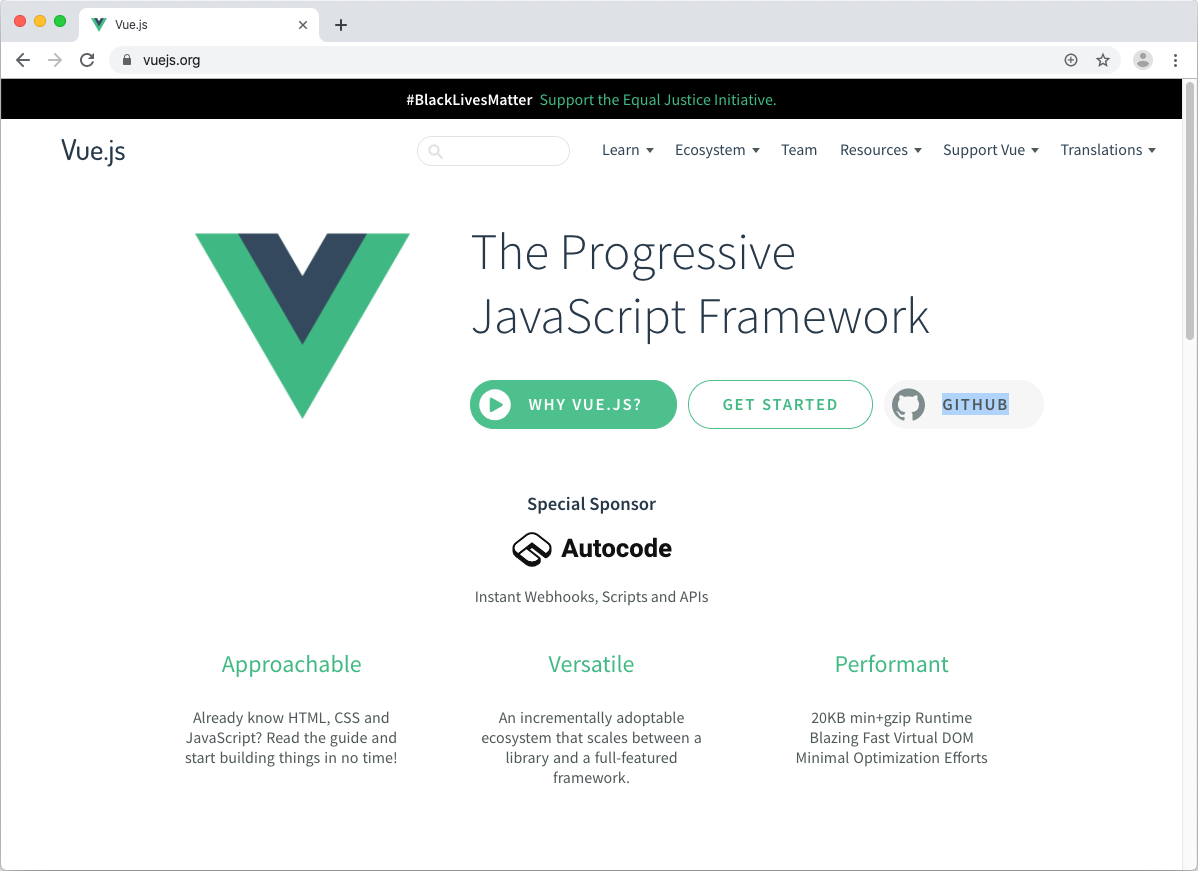 Vue.js
vuejs.org
#BlackLivesMatter Support the Equal Justice Initiative.
Vue.js
Learn Ecosystem Team Resources Support Vue Translations
The Progressive
JavaScript Framework
WHY VUE.JS? GET STARTED GITHUB
Special Sponsor
Autocode
Instant Webhooks, Scripts and APIs
Approachable
Already know HTML, CSS and
JavaScript? Read the guide and
start building things in no time!
Versatile
An incrementally adoptable
ecosystem that scales between a
library and a full-featured
framework.
Performant
20KB min+gzip Runtime
Blazing Fast Virtual DOM
Minimal Optimization Efforts